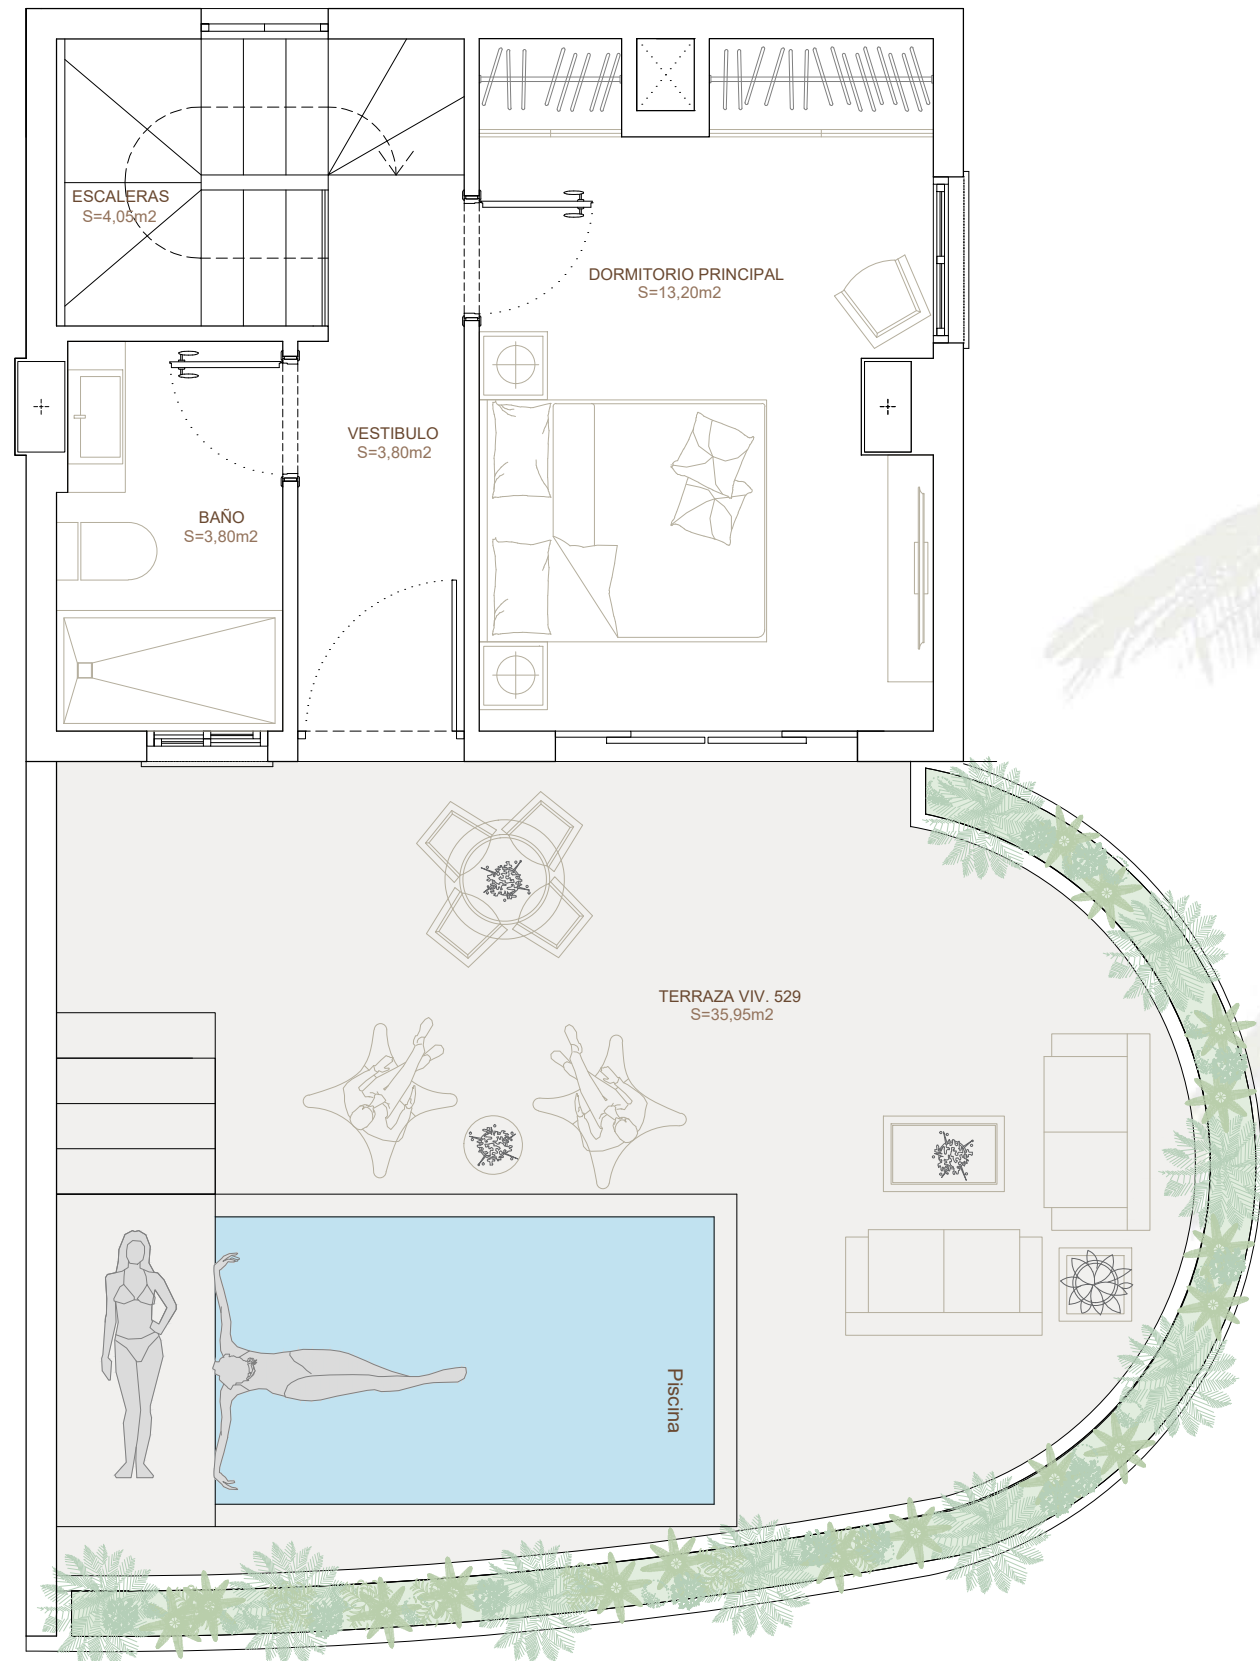 ESCALERAS
S=4,05m2
DORMITORIO PRINCIPAL
S=13,20m2
VESTIBULO
S=3,80m2
BAÑO
S=3,80m2
TERRAZA VIV. 529
S=35,95m2
Piscina